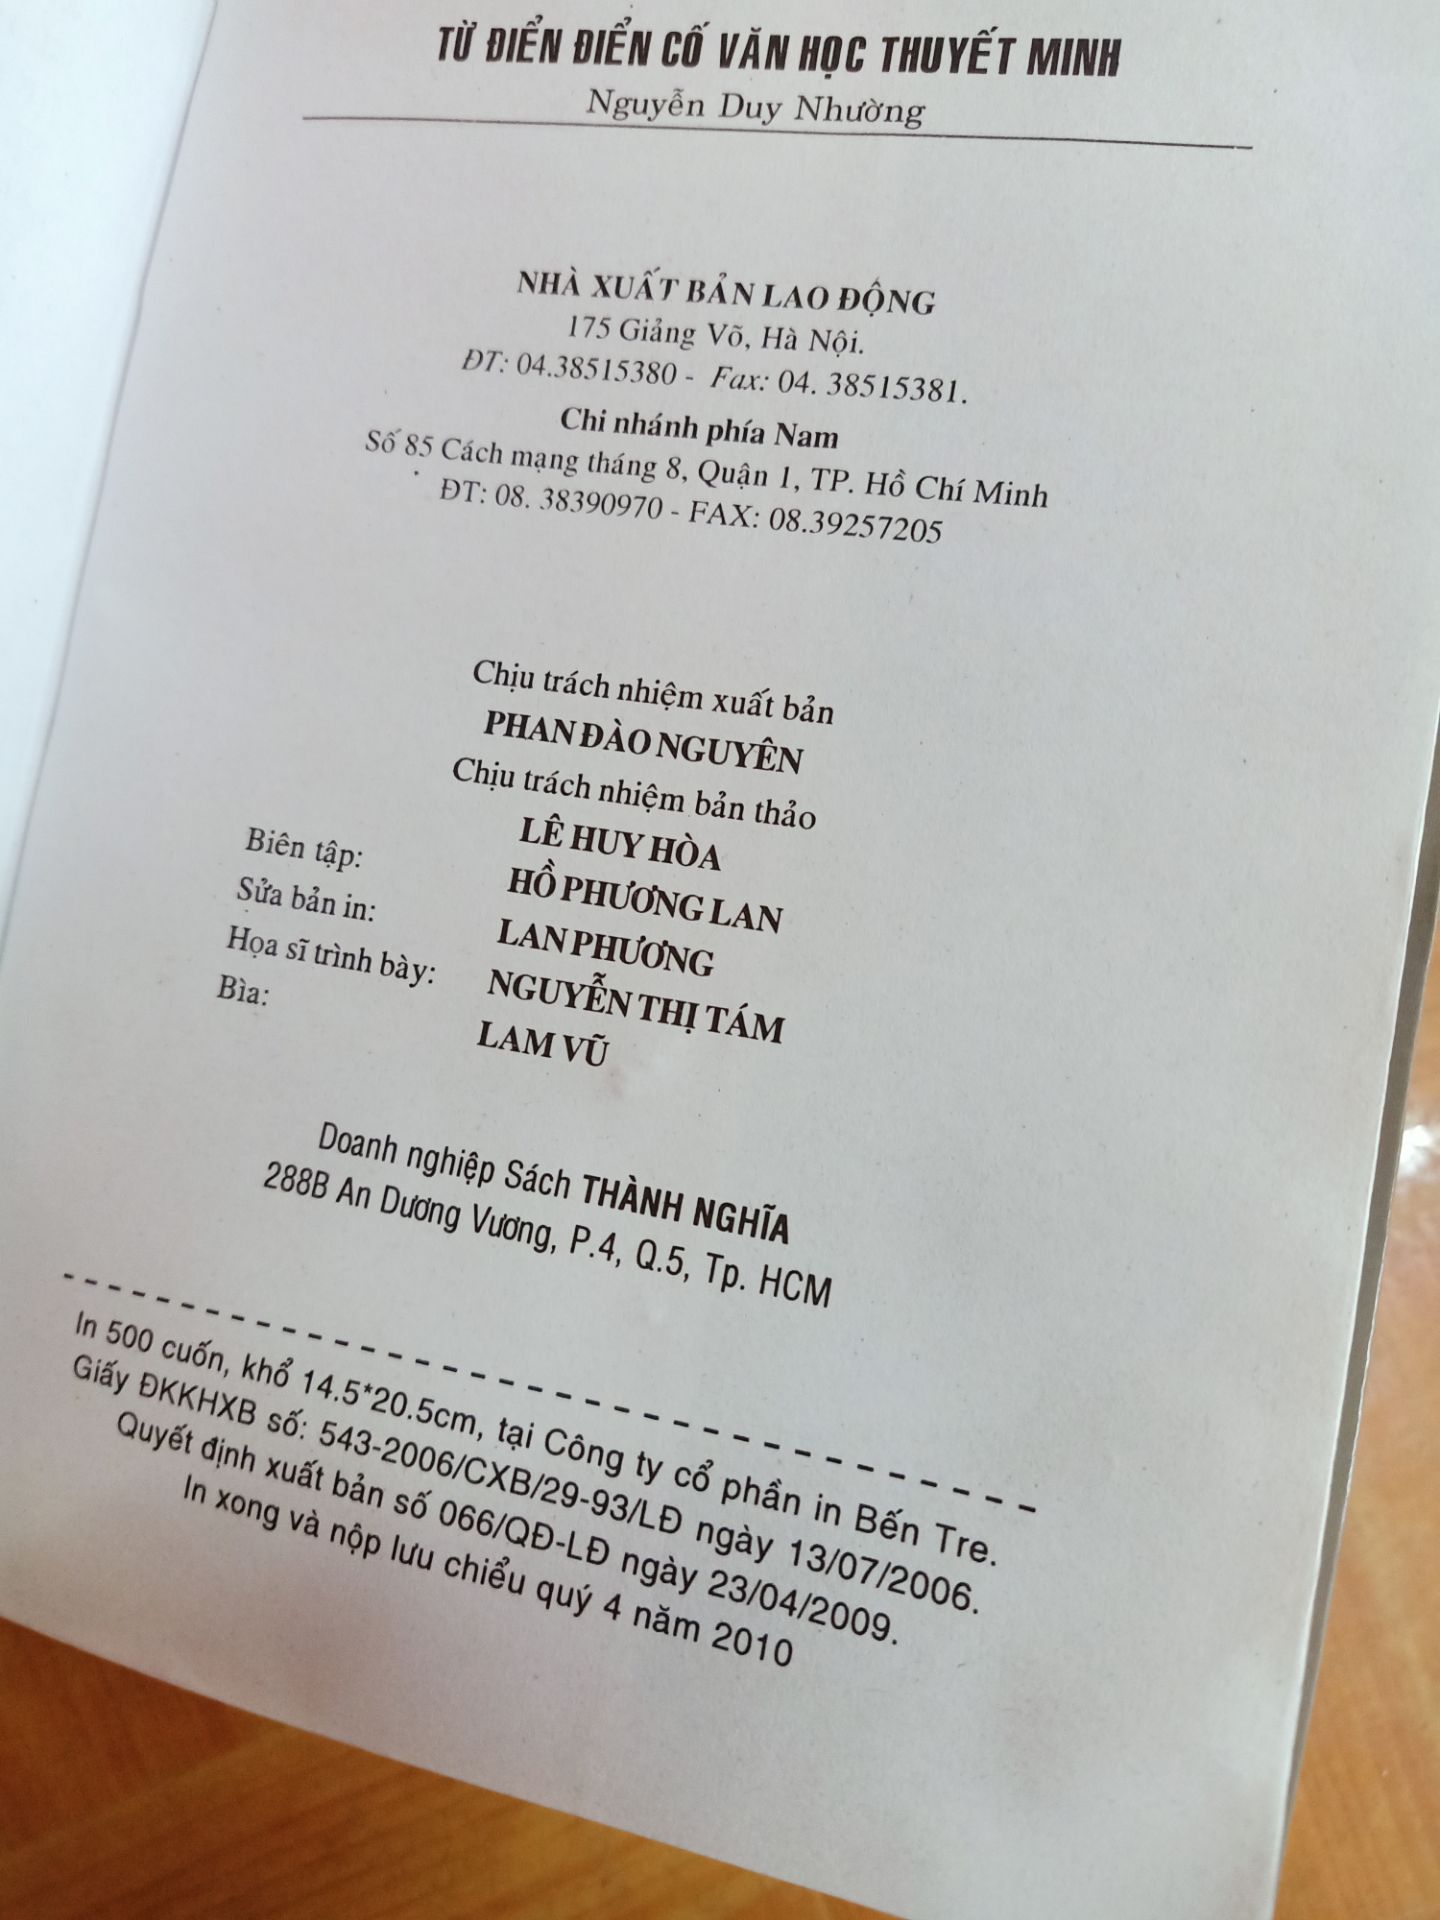 TỪ ĐIỂN ĐIỂN CỐ VĂN HỌC THUYẾT MINH
Nguyễn Duy Nhường
NHÀ XUẤT BẢN LAO ĐỘNG
175 Giảng Võ, Hà Nội.
ĐT: 04.38515380 - Fax: 04. 38515381.
Chi nhánh phía Nam
Số 85 Cách mạng tháng 8, Quận 1, TP. Hồ Chí Minh
ĐT: 08. 38390970 - FAX: 08.39257205
Chịu trách nhiệm xuất bản
PHAN ĐÀO NGUYÊN
Chịu trách nhiệm bản thảo
LÊ HUY HÒA
Biên tập: HỒ PHƯƠNG LAN
Sửa bản in: LAN PHƯƠNG
Họa sĩ trình bày: NGUYỄN THỊ TÁM
Bìa: LAM VŨ
Doanh nghiệp Sách THÀNH NGHĨA
288B An Dương Vương, P.4, Q.5, Tp. HCM
In 500 cuốn, khổ 14.5*20.5cm, tại Công ty cổ phần in Bến Tre.
Giấy ĐKKHXB số: 543-2006/CXB/29-93/LĐ ngày 13/07/2006.
Quyết định xuất bản số 066/QĐ-LĐ ngày 23/04/2009.
In xong và nộp lưu chiểu quý 4 năm 2010